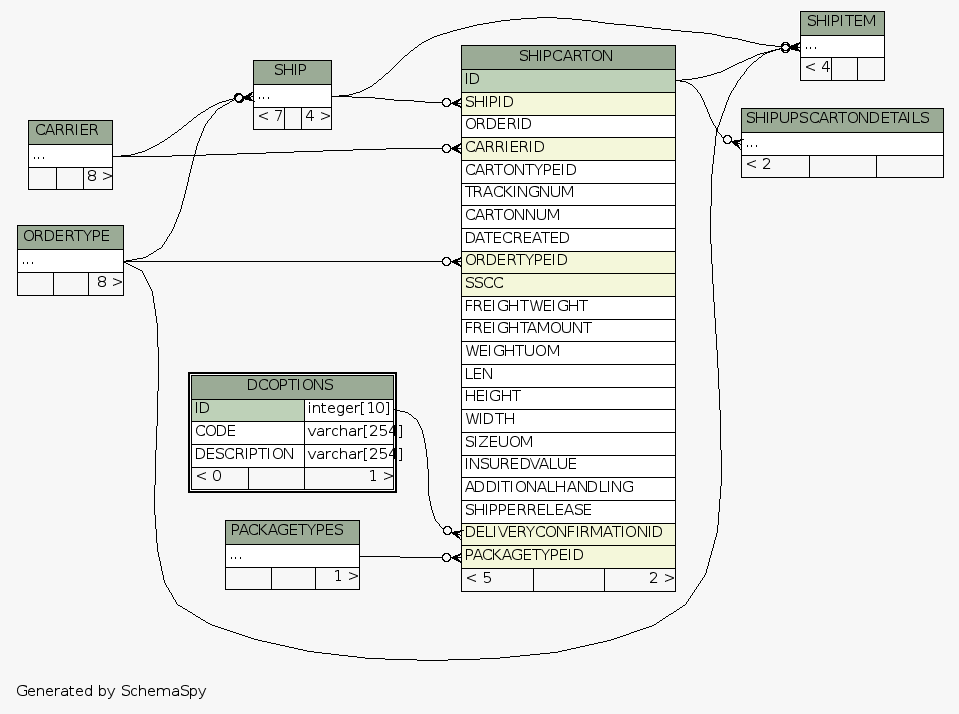 SHIPITEM
...
< 4
SHIP
...
< 7 4 >
SHIPCARTON
ID
SHIPID
ORDERID
CARRIERID
CARTONTYPEID
TRACKINGNUM
CARTONNUM
DATECREATED
ORDERTYPEID
SSCC
FREIGHTWEIGHT
FREIGHTAMOUNT
WEIGHTUOM
LEN
HEIGHT
WIDTH
SIZEUOM
INSUREDVALUE
ADDITIONALHANDLING
SHIPPERRELEASE
DELIVERYCONFIRMATIONID
PACKAGETYPEID
< 5 2 >
SHIPUPSCARTONDETAILS
...
< 2
CARRIER
...
8 >
ORDERTYPE
...
8 >
DCOPTIONS
ID integer[10]
CODE varchar[254]
DESCRIPTION varchar[254]
< 0 1 >
PACKAGETYPES
...
1 >
Generated by SchemaSpy